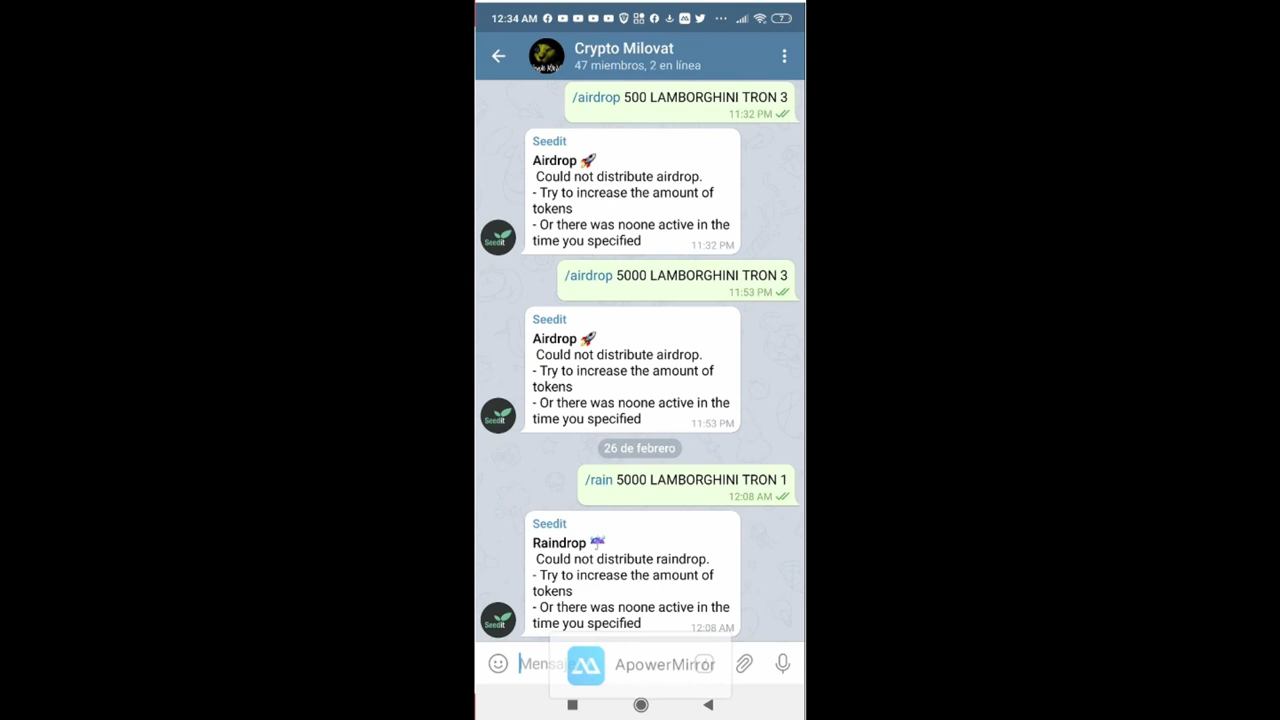 12:34 AM
7
Crypto Milovat
47 miembros, 2 en línea
/airdrop 500 LAMBORGHINI TRON 3
11:32 PM
Seedit
Airdrop 🚀
Could not distribute airdrop.
- Try to increase the amount of
tokens
- Or there was noone active in the
time you specified
11:32 PM
Seedit
/airdrop 5000 LAMBORGHINI TRON 3
11:53 PM
Seedit
Airdrop 🚀
Could not distribute airdrop.
- Try to increase the amount of
tokens
- Or there was noone active in the
time you specified
11:53 PM
Seedit
26 de febrero
/rain 5000 LAMBORGHINI TRON 1
12:08 AM
Seedit
Raindrop ☔
Could not distribute raindrop.
- Try to increase the amount of
tokens
- Or there was noone active in the
time you specified
12:08 AM
Seedit
ApowerMirror